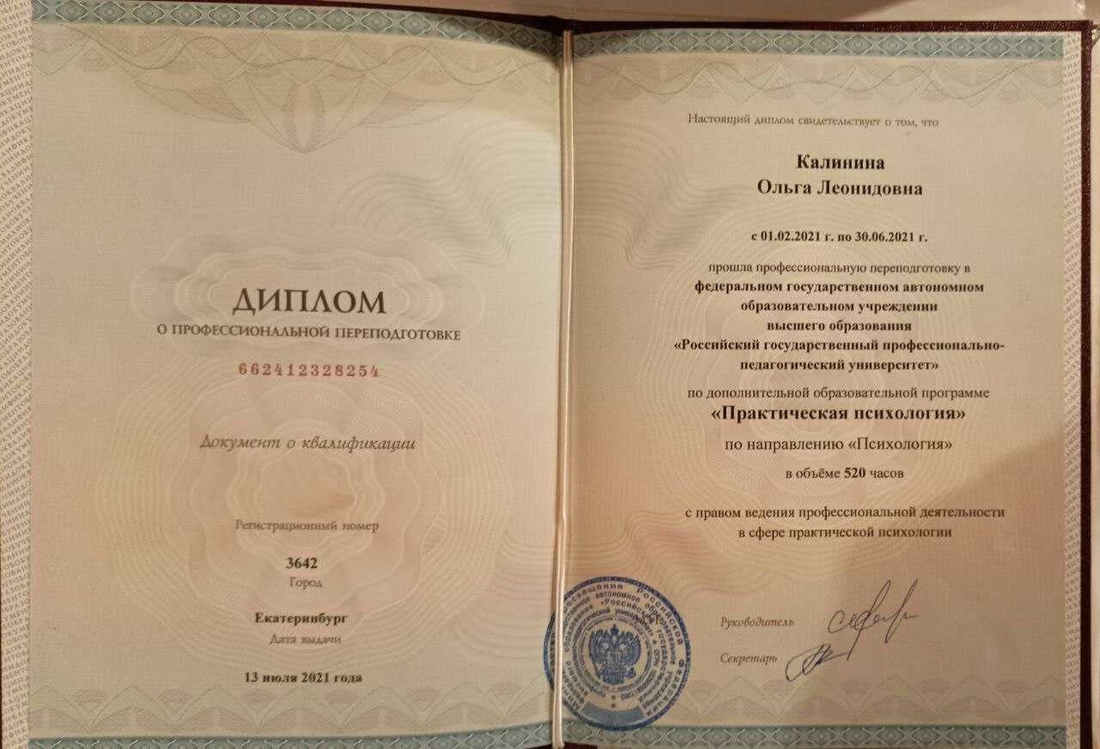 ДИПЛОМ
О ПРОФЕССИОНАЛЬНОЙ ПЕРЕПОДГОТОВКЕ
662412328254
Документ о квалификации
Регистрационный номер
3642
Город
Екатеринбург
Дата выдачи
13 июля 2021 года
Настоящий диплом свидетельствует о том, что
Калинина
Ольга Леонидовна
с 01.02.2021 г. по 30.06.2021 г.
прошла профессиональную переподготовку в
федеральном государственном автономном
образовательном учреждении
высшего образования
«Российский государственный профессионально-
педагогический университет»
по дополнительной образовательной программе
«Практическая психология»
по направлению «Психология»
в объёме 520 часов
с правом ведения профессиональной деятельности
в сфере практической психологии
Руководитель
Секретарь